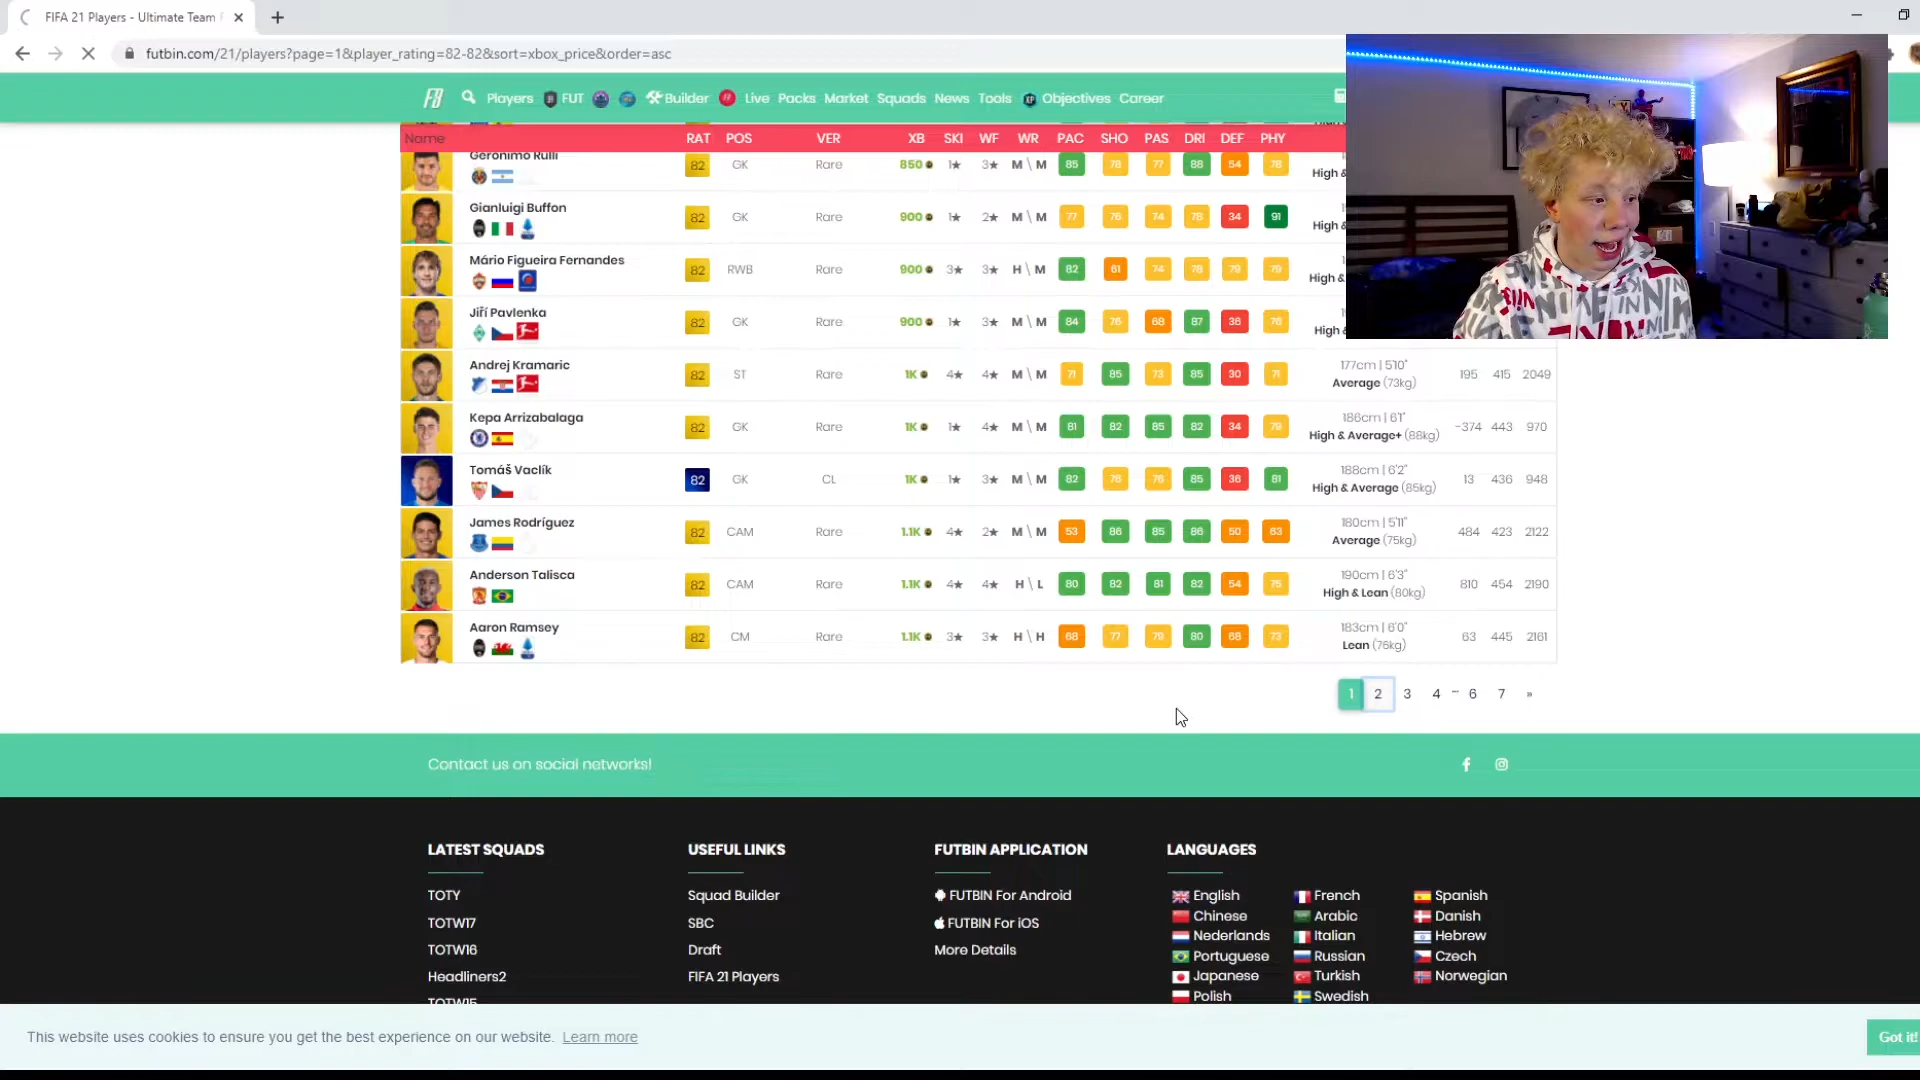 FIFA 21 Players - Ultimate Team
futbin.com/21/players?page=1&player_rating=82-82&sort=xbox_price&order=asc
Players FUT Builder Live Packs Market Squads News Tools Objectives Career
Name RAT POS VER XB SKI WF WR PAC SHO PAS DRI DEF PHY
Geronimo Rulli 82 GK Rare 850 1★ 3★ M \ M 85 78 77 88 54 78 High &
Gianluigi Buffon 82 GK Rare 900 1★ 2★ M \ M 77 76 74 78 34 91 High &
Mário Figueira Fernandes 82 RWB Rare 900 3★ 3★ H \ M 82 61 74 78 79 79 High &
Jiří Pavlenka 82 GK Rare 900 1★ 3★ M \ M 84 76 68 87 36 76 High &
Andrej Kramaric 82 ST Rare 1K 4★ 4★ M \ M 71 85 73 85 30 71 177cm | 5'10" 195 415 2049
Average (73kg)
Kepa Arrizabalaga 82 GK Rare 1K 1★ 4★ M \ M 81 82 85 82 34 79 186cm | 6'1" -374 443 970
High & Average+ (88kg)
Tomáš Vaclík 82 GK CL 1K 1★ 3★ M \ M 82 76 76 85 36 81 188cm | 6'2" 13 436 948
High & Average (85kg)
James Rodríguez 82 CAM Rare 1.1K 4★ 2★ M \ M 53 86 85 86 50 63 180cm | 5'11" 484 423 2122
Average (75kg)
Anderson Talisca 82 CAM Rare 1.1K 4★ 4★ H \ L 80 82 81 82 54 75 190cm | 6'3" 810 454 2190
High & Lean (80kg)
Aaron Ramsey 82 CM Rare 1.1K 3★ 3★ H \ H 68 77 79 80 68 73 183cm | 6'0" 63 445 2161
Lean (76kg)
1 2 3 4 ... 6 7 »
Contact us on social networks!
LATEST SQUADS USEFUL LINKS FUTBIN APPLICATION LANGUAGES
TOTY Squad Builder FUTBIN For Android English French Spanish
Chinese Arabic Danish
TOTW17 SBC FUTBIN For iOS
Nederlands Italian Hebrew
TOTW16 Draft More Details Portuguese Russian Czech
Headliners2 FIFA 21 Players Japanese Turkish Norwegian
TOTW15 Polish Swedish
This website uses cookies to ensure you get the best experience on our website. Learn more
Got it!